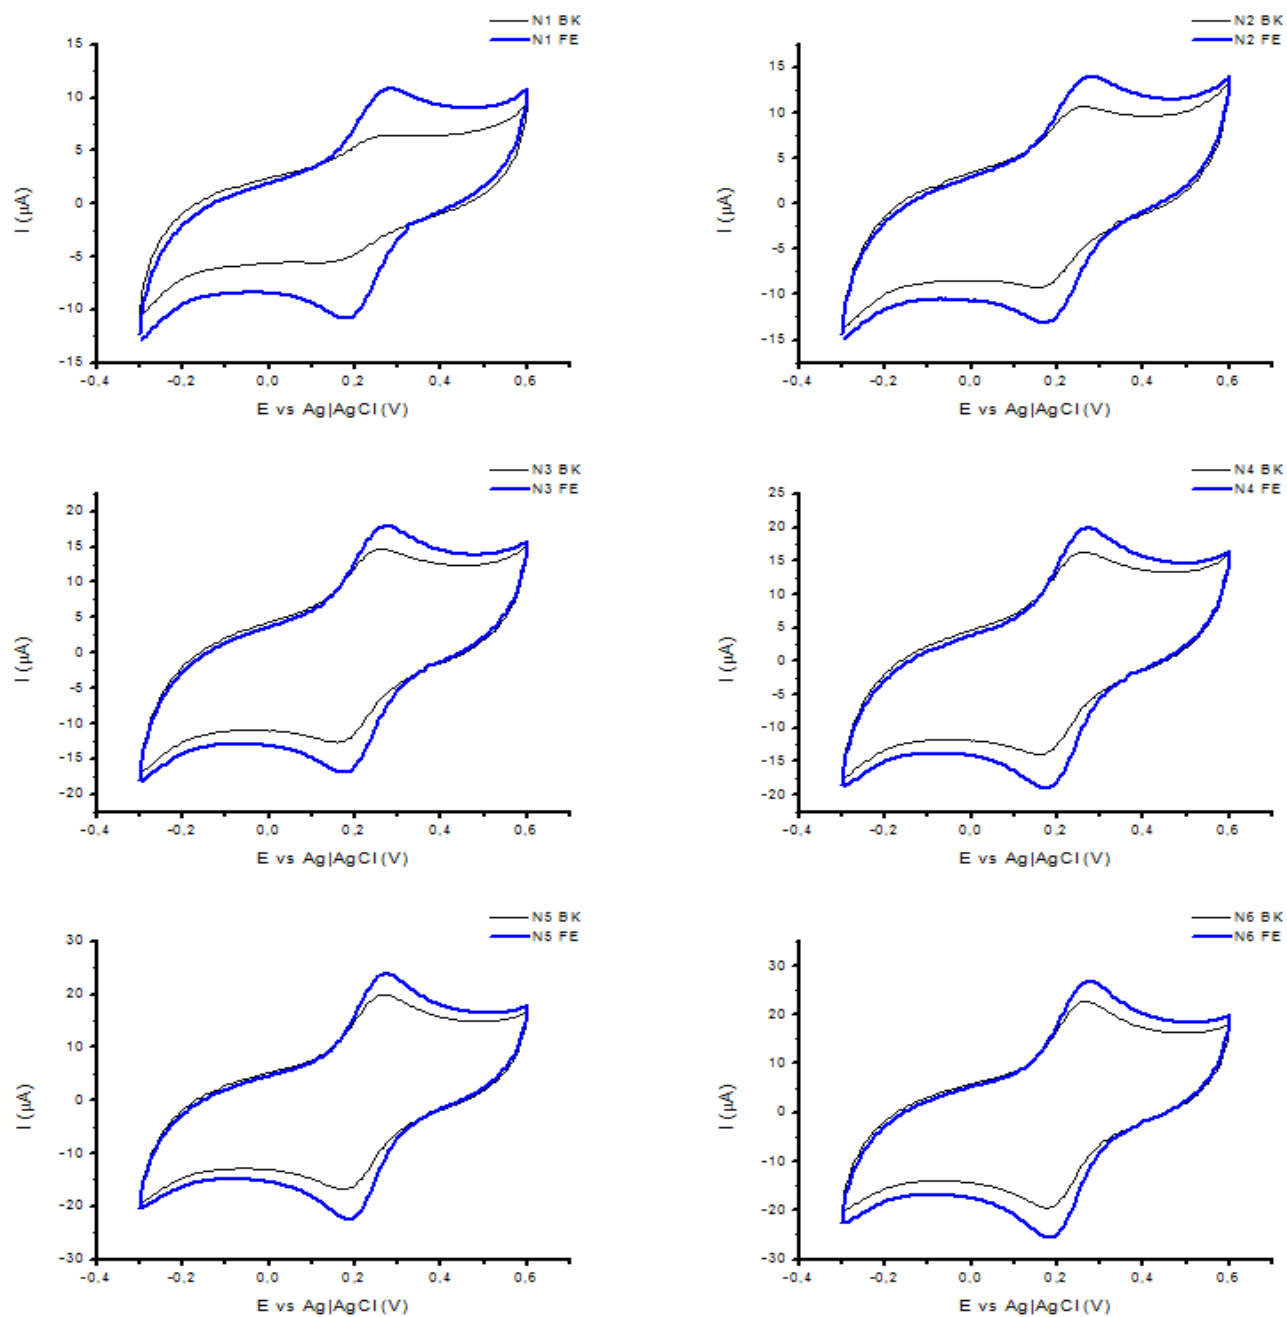 N1 BK
N1 FE
15
10
5
0
-5
-10
-15
I (µA)
-0,4 -0,2 0,0 0,2 0,4 0,6
E vs Ag|AgCl (V)
N2 BK
N2 FE
15
10
5
0
-5
-10
-15
I (µA)
-0,4 -0,2 0,0 0,2 0,4 0,6
E vs Ag|AgCl (V)
N3 BK
N3 FE
20
15
10
5
0
-5
-10
-15
-20
I (µA)
-0,4 -0,2 0,0 0,2 0,4 0,6
E vs Ag|AgCl (V)
N4 BK
N4 FE
25
20
15
10
5
0
-5
-10
-15
-20
I (µA)
-0,4 -0,2 0,0 0,2 0,4 0,6
E vs Ag|AgCl (V)
N5 BK
N5 FE
30
20
10
0
-10
-20
-30
I (µA)
-0,4 -0,2 0,0 0,2 0,4 0,6
E vs Ag|AgCl (V)
N6 BK
N6 FE
30
20
10
0
-10
-20
-30
I (µA)
-0,4 -0,2 0,0 0,2 0,4 0,6
E vs Ag|AgCl (V)